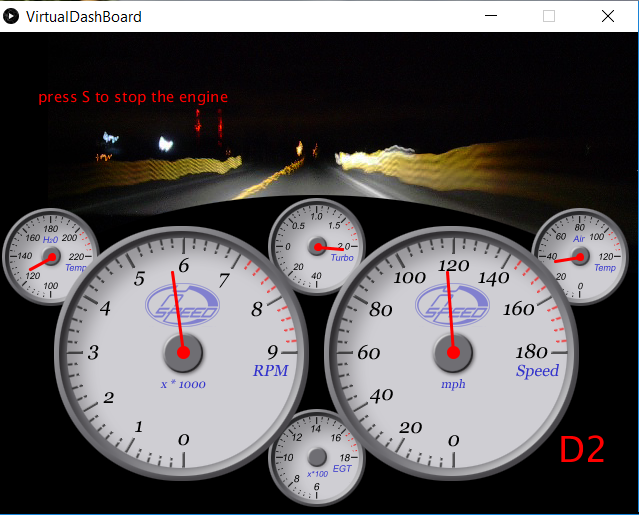 VirtualDashBoard
press S to stop the engine
100 120 140 160 180 200 220
H₂0
Temp
40 20 0 0.5 1.0 1.5 2.0
Turbo
0 20 40 60 80 100 120
Air
Temp
0 1 2 3 4 5 6 7 8 9
SPEED
RPM
x * 1000
0 20 40 60 80 100 120 140 160 180
SPEED
Speed
mph
6 8 10 12 14 16 18
x*100
EGT
D2